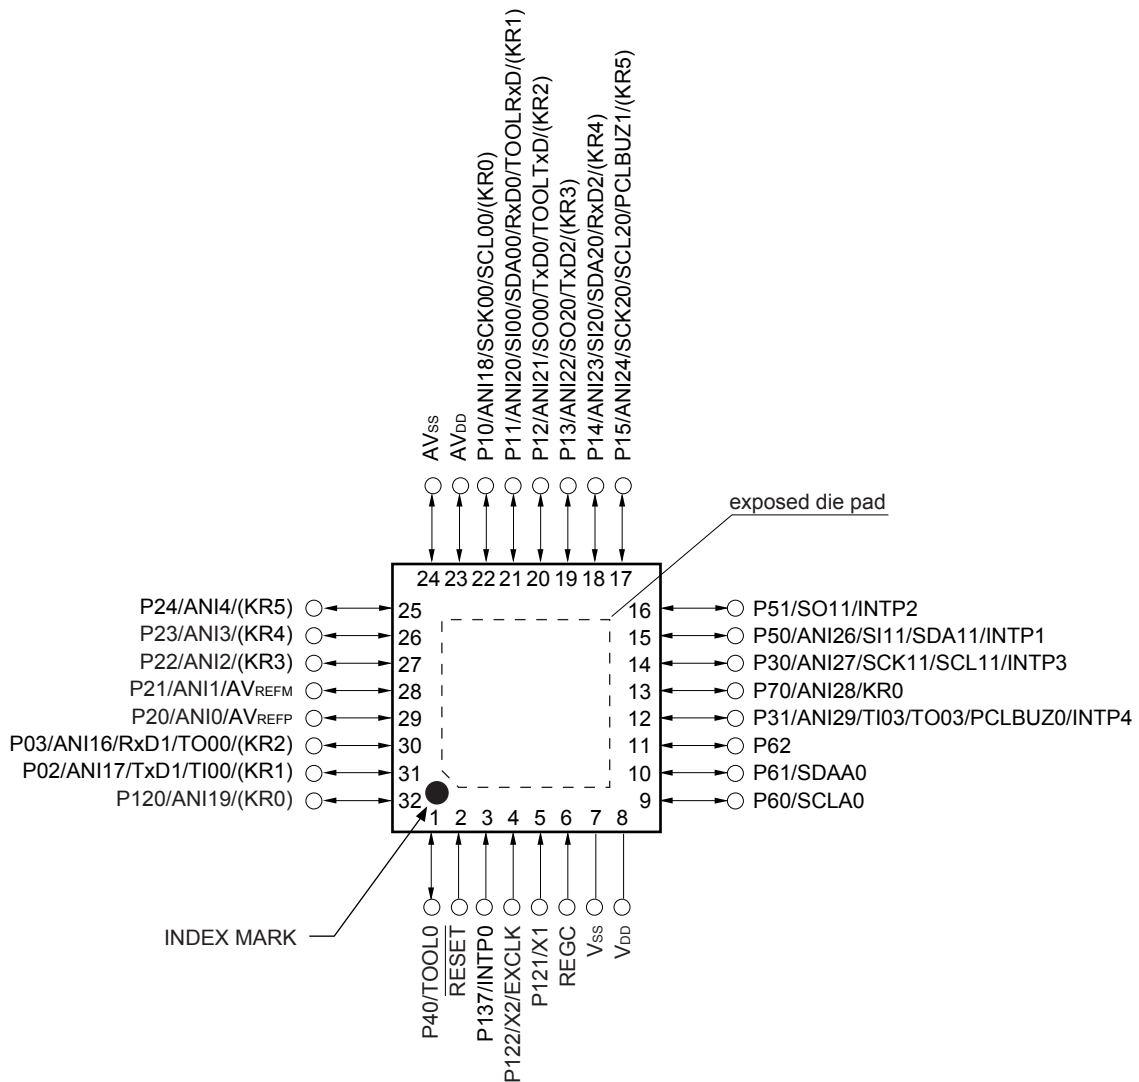 AVSS
AVDD
P10/ANI18/SCK00/SCL00/(KR0)
P11/ANI20/SI00/SDA00/RxD0/TOOLRxD/(KR1)
P12/ANI21/SO00/TxD0/TOOLTxD/(KR2)
P13/ANI22/SO20/TxD2/(KR3)
P14/ANI23/SI20/SDA20/RxD2/(KR4)
P15/ANI24/SCK20/SCL20/PCLBUZ1/(KR5)
exposed die pad
24 23 22 21 20 19 18 17
P24/ANI4/(KR5) 25
P23/ANI3/(KR4) 26
P22/ANI2/(KR3) 27
P21/ANI1/AVREFM 28
P20/ANI0/AVREFP 29
P03/ANI16/RxD1/TO00/(KR2) 30
P02/ANI17/TxD1/TI00/(KR1) 31
P120/ANI19/(KR0) 32
16 P51/SO11/INTP2
15 P50/ANI26/SI11/SDA11/INTP1
14 P30/ANI27/SCK11/SCL11/INTP3
13 P70/ANI28/KR0
12 P31/ANI29/TI03/TO03/PCLBUZ0/INTP4
11 P62
10 P61/SDAA0
9 P60/SCLA0
1 2 3 4 5 6 7 8
INDEX MARK
P40/TOOL0
RESET
P137/INTP0
P122/X2/EXCLK
P121/X1
REGC
VSS
VDD